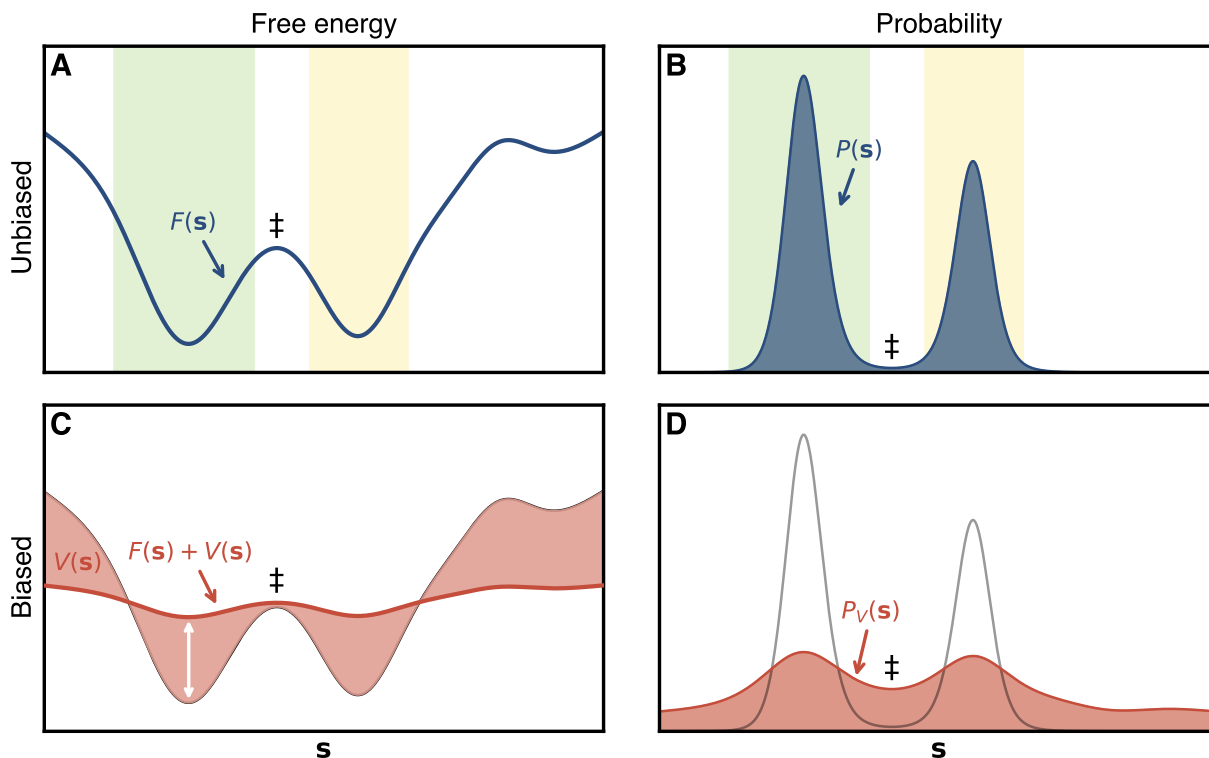 Free energy
Probability
Unbiased
A
F(s)
‡
B
P(s)
‡
Biased
C
V(s)
F(s) + V(s)
‡
s
D
P_V(s)
‡
s